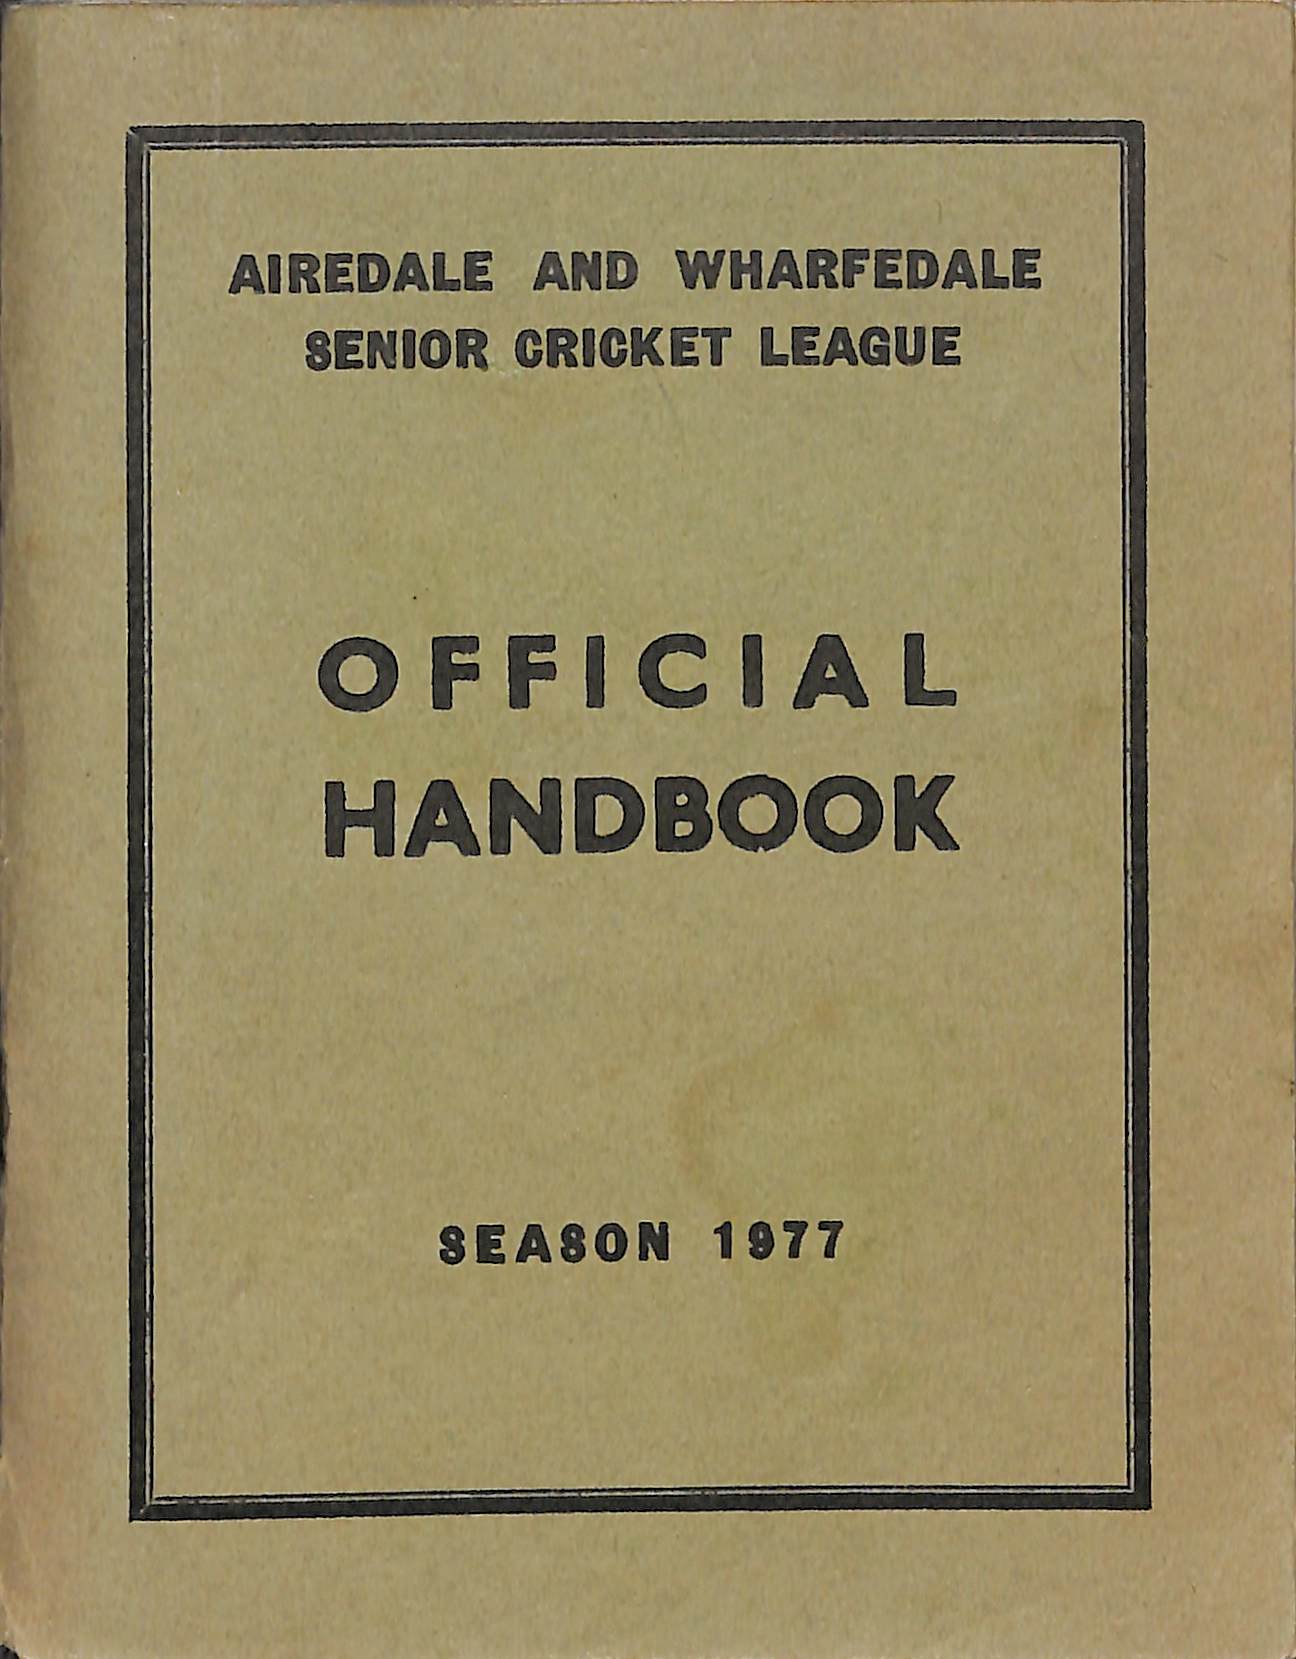 AIREDALE AND WHARFEDALE
SENIOR CRICKET LEAGUE
OFFICIAL
HANDBOOK
SEASON 1977